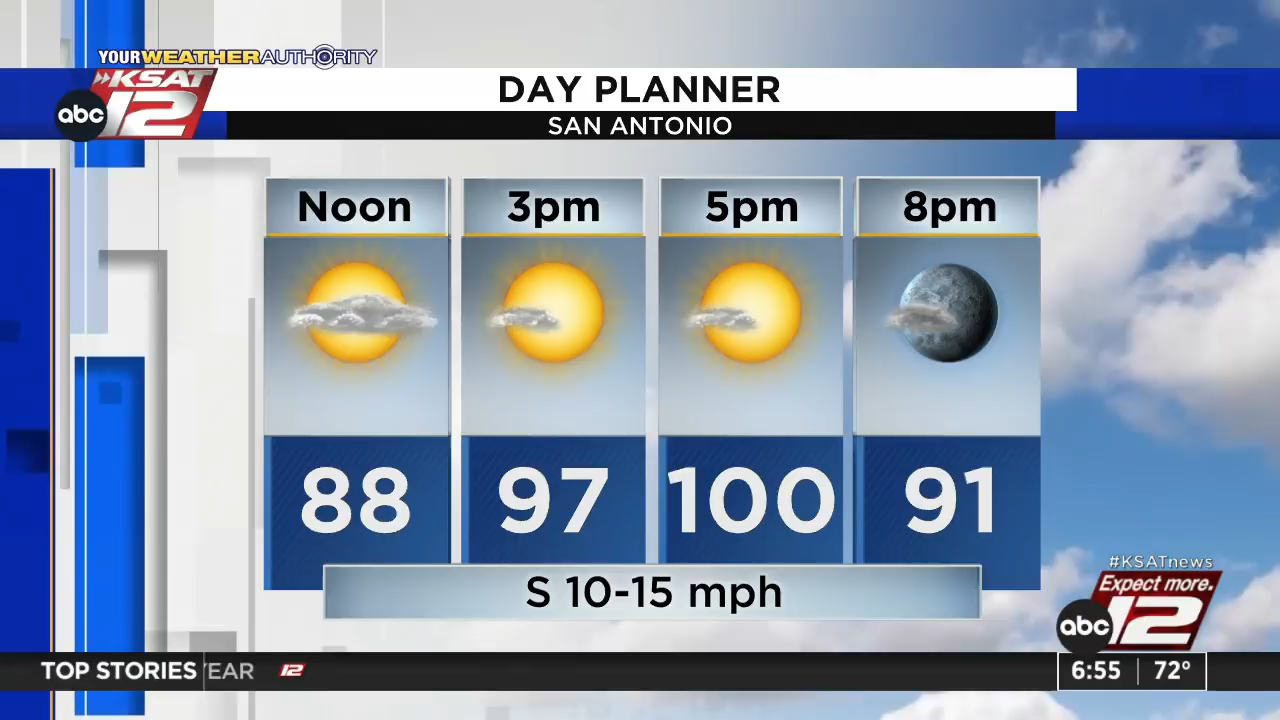 YOURWEATHERAUTHORITY
KSAT
abc 12
DAY PLANNER
SAN ANTONIO
Noon 3pm 5pm 8pm
88 97 100 91
S 10-15 mph
#KSATnews
Expect more.
abc 12
TOP STORIES YEAR 12
6:55 72°